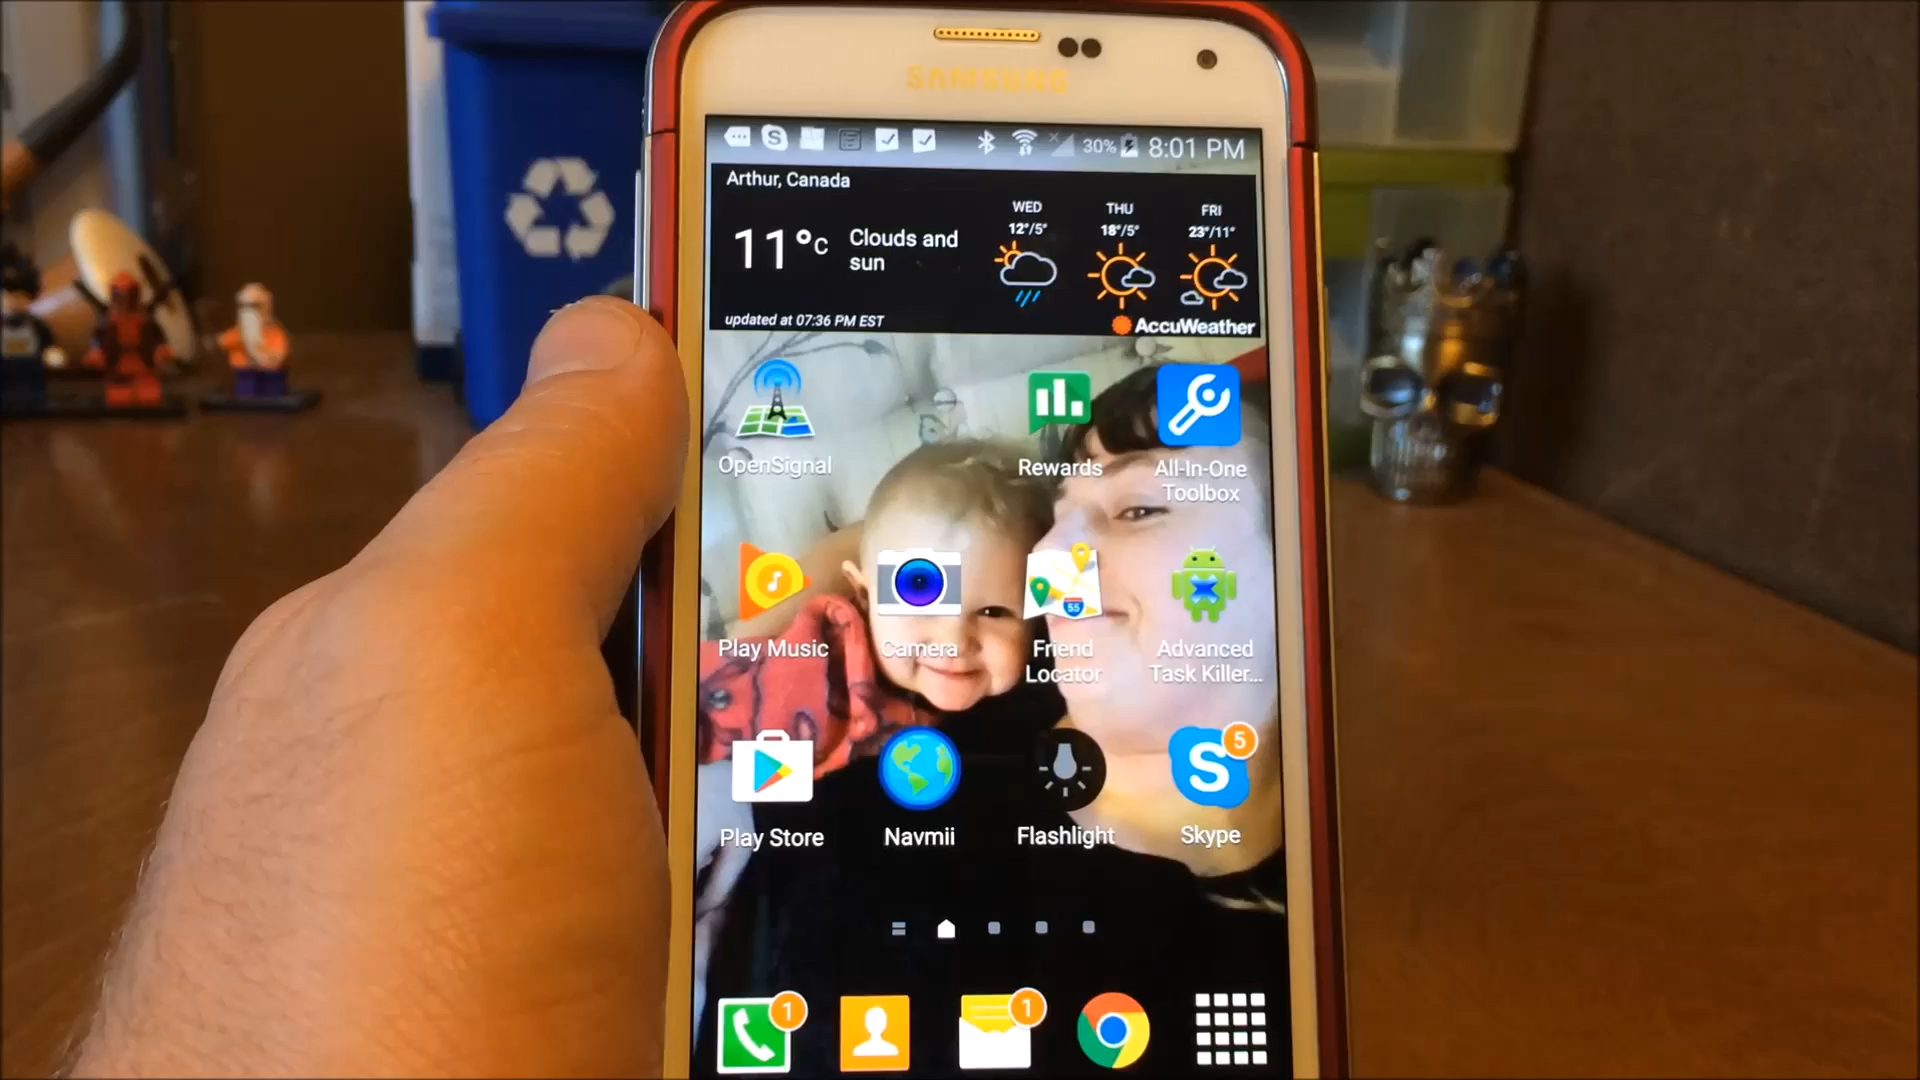 SAMSUNG
30% 8:01 PM
Arthur, Canada
11°C
Clouds and
sun
WED
12°/5°
THU
18°/5°
FRI
23°/11°
updated at 07:36 PM EST
AccuWeather
OpenSignal
Rewards
All-In-One
Toolbox
55
Play Music
Camera
Friend
Locator
Advanced
Task Killer...
S
5
Play Store
Navmii
Flashlight
Skype
1
1